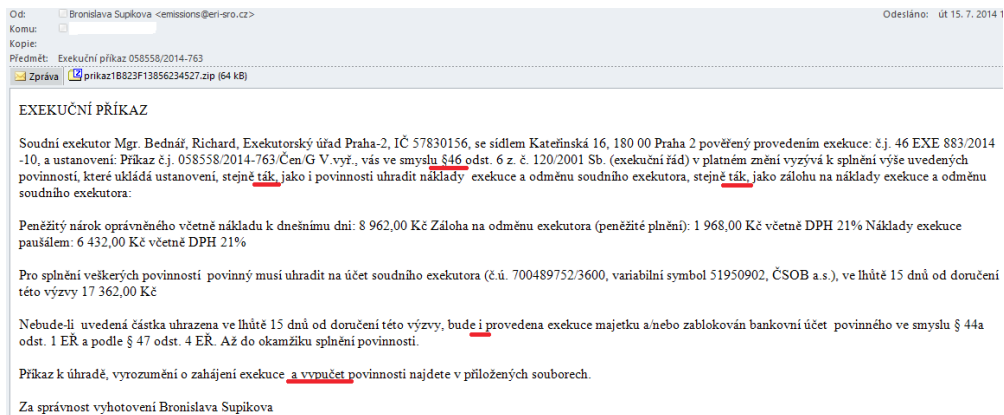 Od: Bronislava Supikova <emissions@eri-sro.cz> Odesláno: út 15. 7. 2014 1
Komu:
Kopie:
Předmět: Exekuční příkaz 058558/2014-763
Zpráva prikaz1B823F13856234527.zip (64 kB)
EXEKUČNÍ PŘÍKAZ
Soudní exekutor Mgr. Bednář, Richard, Exekutorský úřad Praha-2, IČ 57830156, se sídlem Kateřinská 16, 180 00 Praha 2 pověřený provedením exekuce: č.j. 46 EXE 883/2014
-10, a ustanovení: Příkaz č.j. 058558/2014-763/Čen/G V.vyř., vás ve smyslu §46 odst. 6 z. č. 120/2001 Sb. (exekuční řád) v platném znění vyzývá k splnění výše uvedených
povinností, které ukládá ustanovení, stejně ták, jako i povinnosti uhradit náklady exekuce a odměnu soudního exekutora, stejně ták, jako zálohu na náklady exekuce a odměnu
soudního exekutora:
Peněžitý nárok oprávněného včetně nákladu k dnešnímu dni: 8 962,00 Kč Záloha na odměnu exekutora (peněžité plnění): 1 968,00 Kč včetně DPH 21% Náklady exekuce
paušálem: 6 432,00 Kč včetně DPH 21%
Pro splnění veškerých povinností povinný musí uhradit na účet soudního exekutora (č.ú. 700489752/3600, variabilní symbol 51950902, ČSOB a.s.), ve lhůtě 15 dnů od doručení
této výzvy 17 362,00 Kč
Nebude-li uvedená částka uhrazena ve lhůtě 15 dnů od doručení této výzvy, bude i provedena exekuce majetku a/nebo zablokován bankovní účet povinného ve smyslu § 44a
odst. 1 EŘ a podle § 47 odst. 4 EŘ. Až do okamžiku splnění povinnosti.
Příkaz k úhradě, vyrozumění o zahájení exekuce a vypučet povinnosti najdete v přiložených souborech.
Za správnost vyhotovení Bronislava Supikova